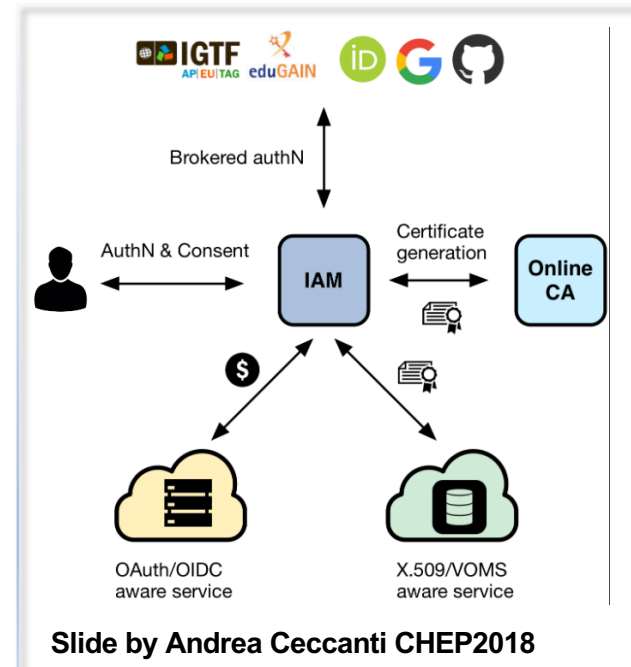 IGTF
AP|EU|TAG
eduGAIN
iD
G
Brokered authN
AuthN & Consent
IAM
Certificate
generation
Online
CA
$
OAuth/OIDC
aware service
X.509/VOMS
aware service
Slide by Andrea Ceccanti CHEP2018